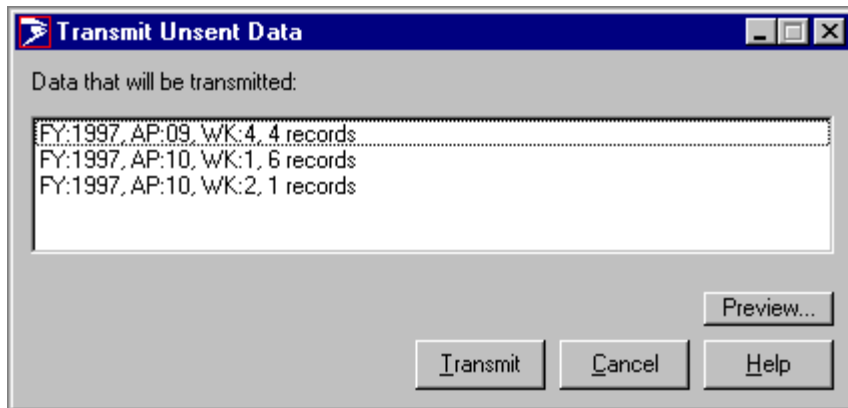 Transmit Unsent Data
Data that will be transmitted:
FY:1997, AP:09, WK:4, 4 records
FY:1997, AP:10, WK:1, 6 records
FY:1997, AP:10, WK:2, 1 records
Preview...
Transmit Cancel Help